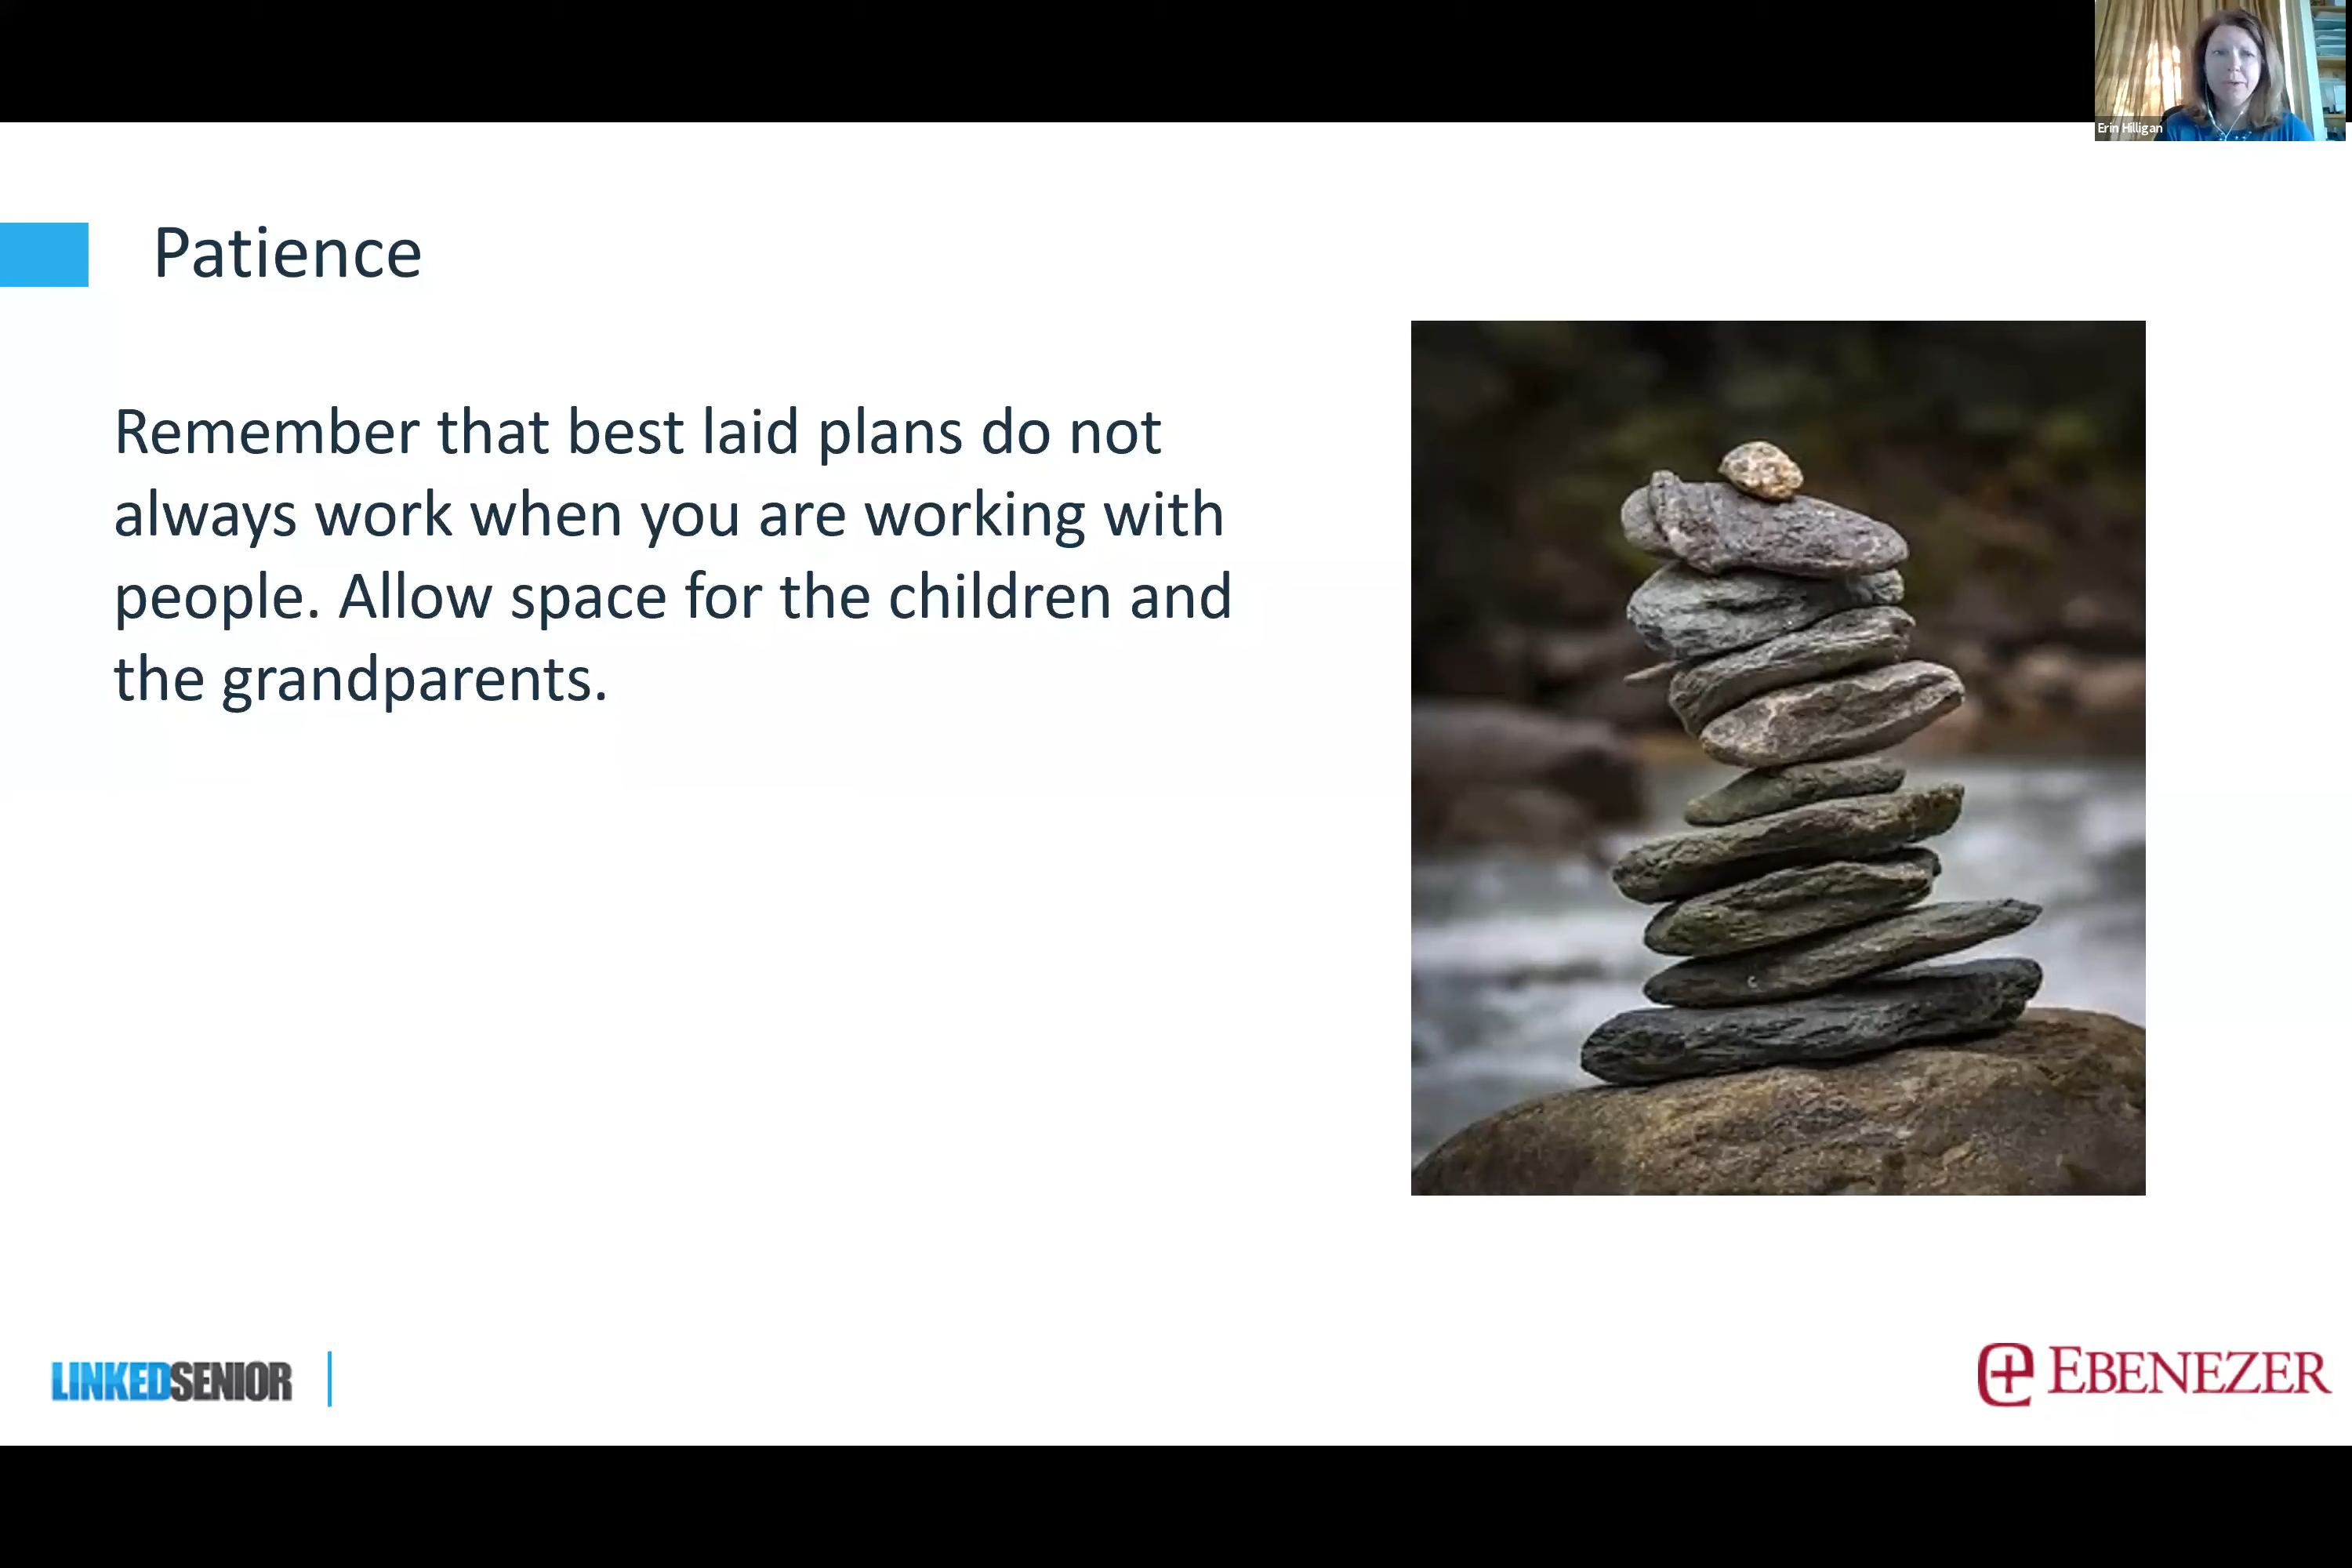 Erin Hilligan
Patience
Remember that best laid plans do not
always work when you are working with
people. Allow space for the children and
the grandparents.
LINKEDSENIOR
EBENEZER